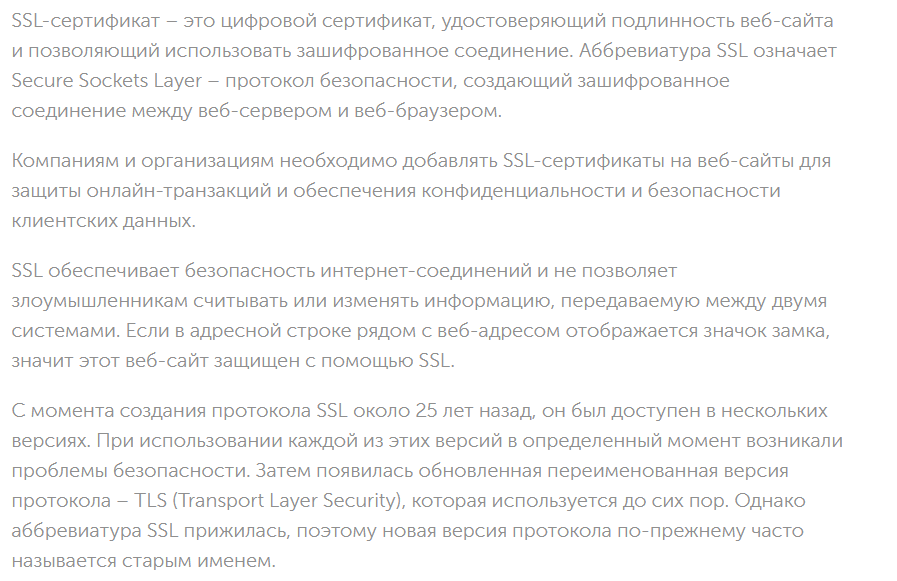 SSL-сертификат – это цифровой сертификат, удостоверяющий подлинность веб-сайта
и позволяющий использовать зашифрованное соединение. Аббревиатура SSL означает
Secure Sockets Layer – протокол безопасности, создающий зашифрованное
соединение между веб-сервером и веб-браузером.
Компаниям и организациям необходимо добавлять SSL-сертификаты на веб-сайты для
защиты онлайн-транзакций и обеспечения конфиденциальности и безопасности
клиентских данных.
SSL обеспечивает безопасность интернет-соединений и не позволяет
злоумышленникам считывать или изменять информацию, передаваемую между двумя
системами. Если в адресной строке рядом с веб-адресом отображается значок замка,
значит этот веб-сайт защищен с помощью SSL.
С момента создания протокола SSL около 25 лет назад, он был доступен в нескольких
версиях. При использовании каждой из этих версий в определенный момент возникали
проблемы безопасности. Затем появилась обновленная переименованная версия
протокола – TLS (Transport Layer Security), которая используется до сих пор. Однако
аббревиатура SSL прижилась, поэтому новая версия протокола по-прежнему часто
называется старым именем.